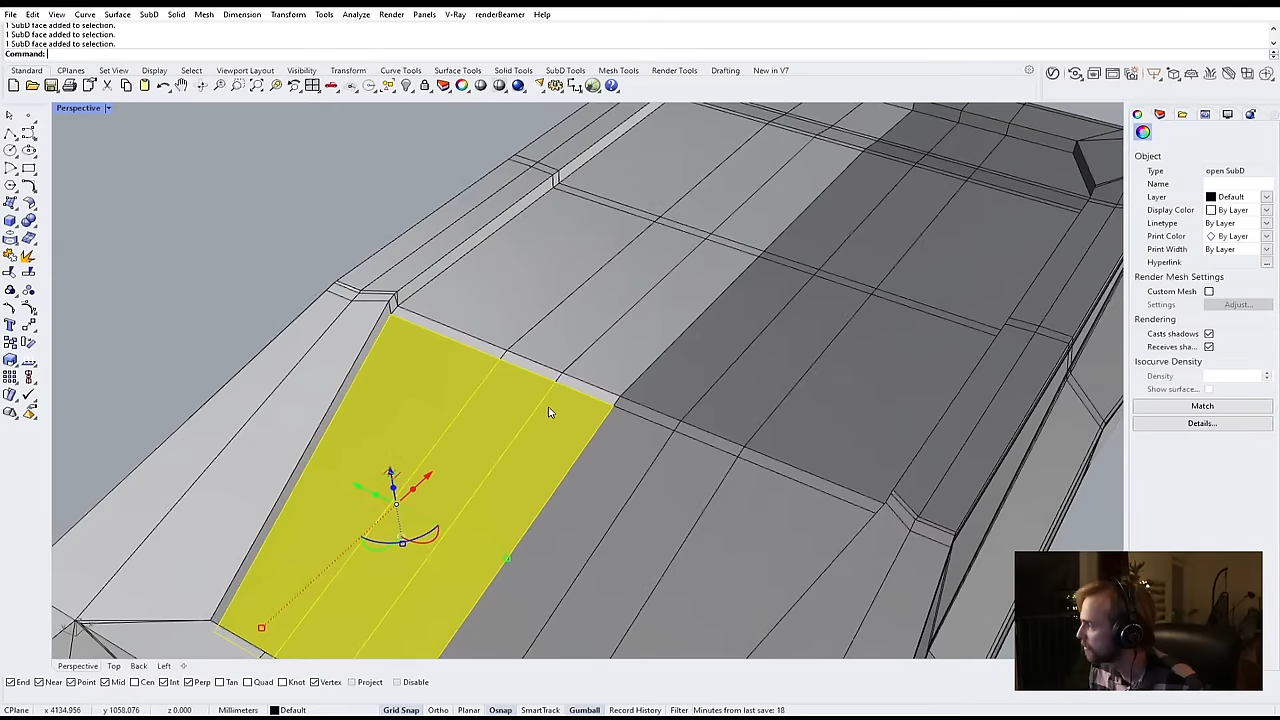 File Edit View Curve Surface SubD Solid Mesh Dimension Transform Tools Analyze Render Panels V-Ray renderBeamer Help
1 SubD face added to selection.
1 SubD face added to selection.
1 SubD face added to selection.
Command:
Standard CPlanes Set View Display Select Viewport Layout Visibility Transform Curve Tools Surface Tools Solid Tools SubD Tools Mesh Tools Render Tools Drafting New in V7
Perspective
Object
Type open SubD
Name
Layer Default
Display Color By Layer
Linetype By Layer
Print Color By Layer
Print Width By Layer
Hyperlink ...
Render Mesh Settings
Custom Mesh
Settings Adjust...
Rendering
Casts shadows
Receives sha...
Isocurve Density
Density
Show surface...
Match
Details...
Perspective Top Back Left
End Near Point Mid Cen Int Perp Tan Quad Knot Vertex Project Disable
CPlane x 4134.956 y 1058.076 z 0.000 Millimeters Default Grid Snap Ortho Planar Osnap SmartTrack Gumball Record History Filter Minutes from last save: 18